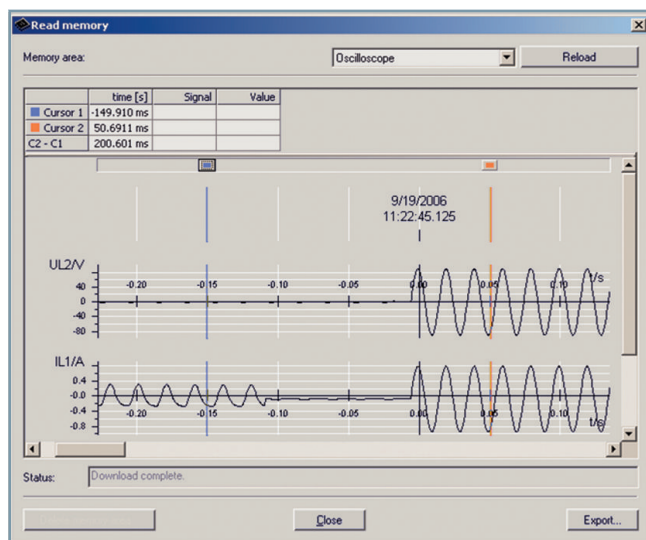 Read memory
Memory area: Oscilloscope Reload
time [s] Signal Value
Cursor 1 -149.910 ms
Cursor 2 50.6911 ms
C2 - C1 200.601 ms
9/19/2006
11:22:45.125
UL2/V
-0.20 -0.15 -0.10 -0.05 0.00 0.05 0.10 t/s
40
0
-40
-80
IL1/A
0.4
-0.0
-0.4
-0.8
-0.20 -0.15 -0.10 -0.05 0.00 0.05 0.10
t/s
Status: Download complete.
Close Export...